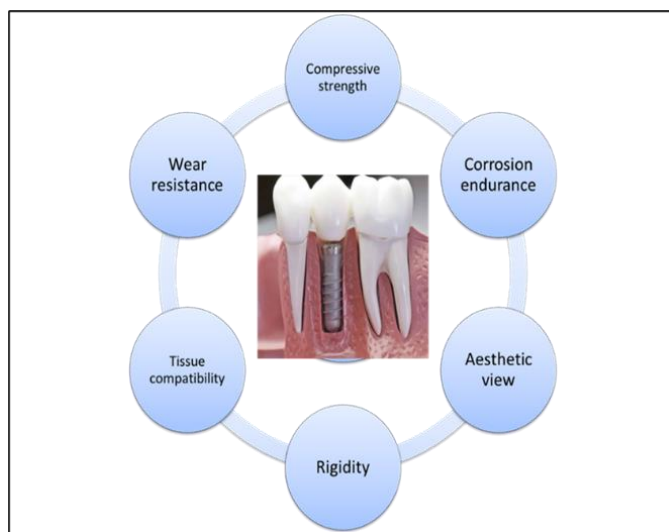 Compressive
strength
Corrosion
endurance
Aesthetic
view
Rigidity
Tissue
compatibility
Wear
resistance